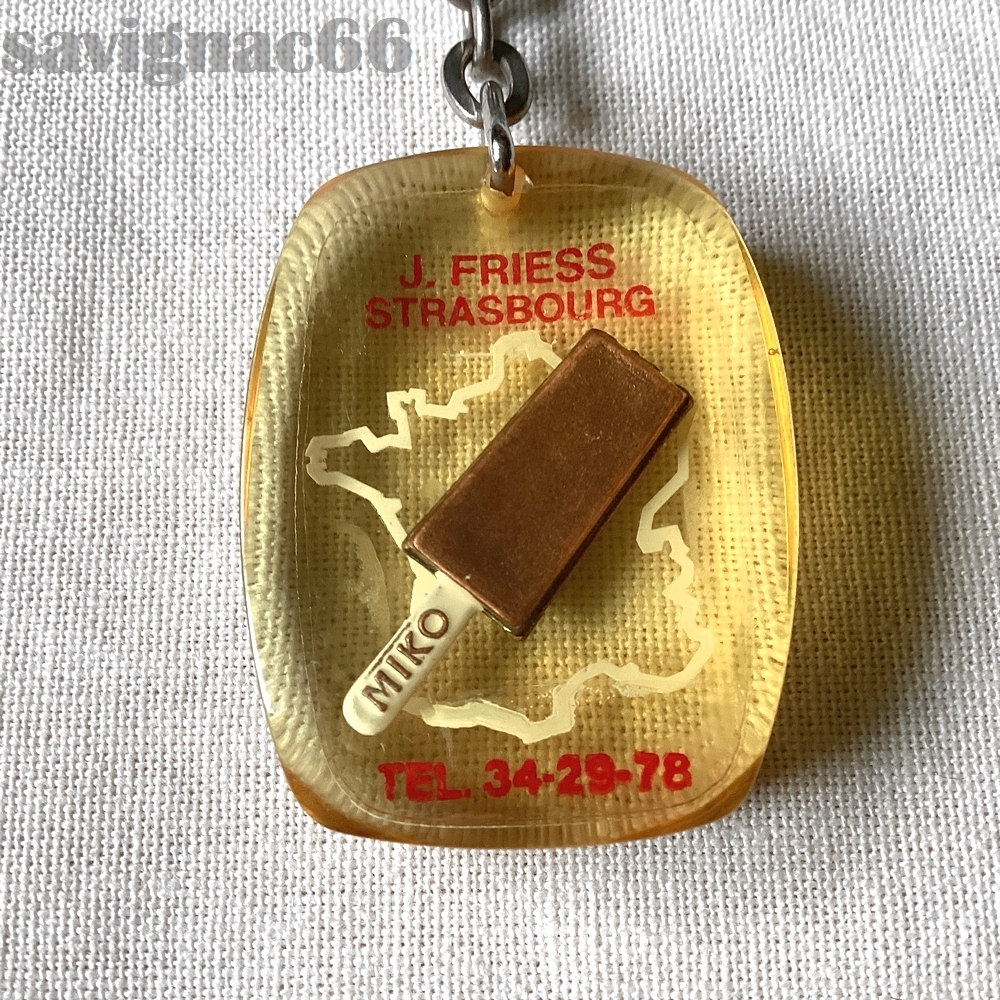 savignac66
J. FRIESS
STRASBOURG
MIKO
TEL. 34-29-78